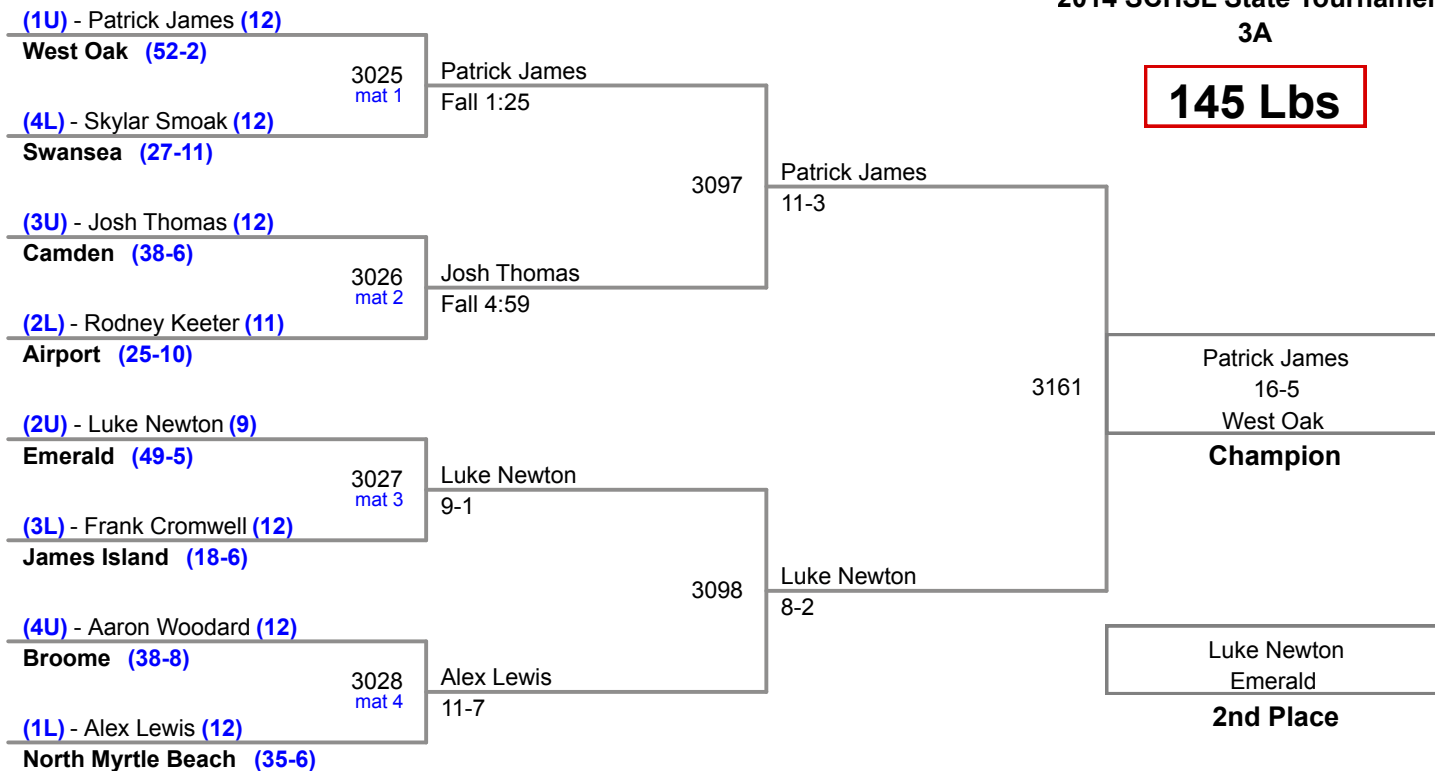 2014 SCHSL State Tournamen
3A
145 Lbs
(1U) - Patrick James (12)
West Oak (52-2)
3025
mat 1
(4L) - Skylar Smoak (12)
Swansea (27-11)
Patrick James
Fall 1:25
(3U) - Josh Thomas (12)
Camden (38-6)
3026
mat 2
(2L) - Rodney Keeter (11)
Airport (25-10)
Josh Thomas
Fall 4:59
3097
Patrick James
11-3
(2U) - Luke Newton (9)
Emerald (49-5)
3027
mat 3
(3L) - Frank Cromwell (12)
James Island (18-6)
Luke Newton
9-1
(4U) - Aaron Woodard (12)
Broome (38-8)
3028
mat 4
(1L) - Alex Lewis (12)
North Myrtle Beach (35-6)
Alex Lewis
11-7
3098
Luke Newton
8-2
3161
Patrick James
16-5
West Oak
Champion
Luke Newton
Emerald
2nd Place